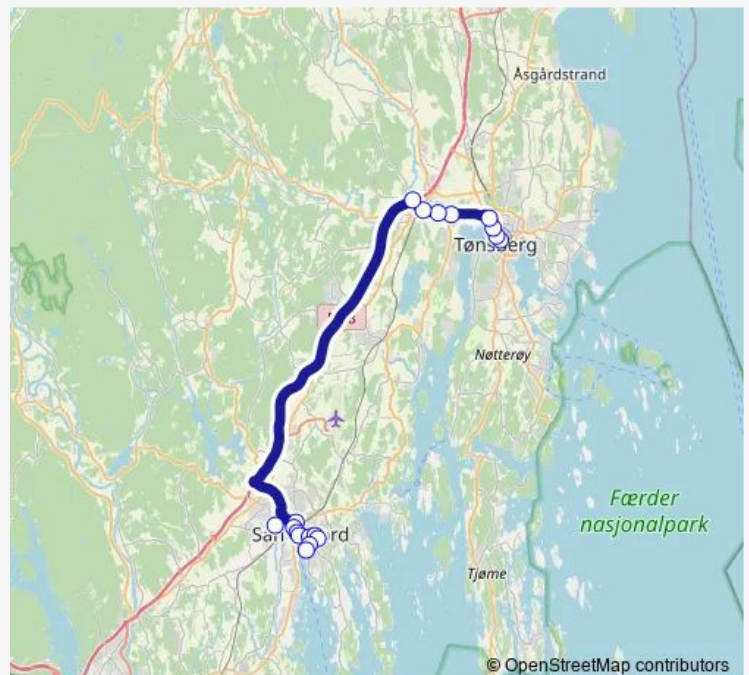 Åsgårdstrand
Tønsberg
Nøtterøy
Færder
nasjonalpark
Tjøme
© OpenStreetMap contributors